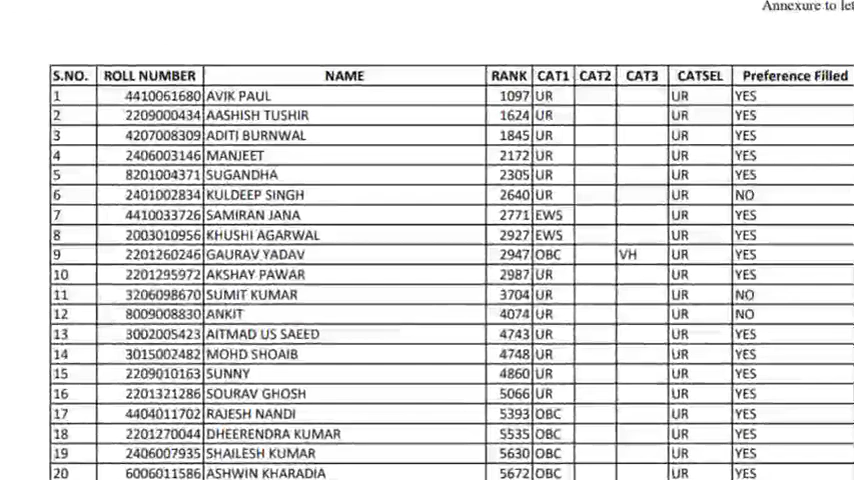 Annexure to let
S.NO. ROLL NUMBER NAME RANK CAT1 CAT2 CAT3 CATSEL Preference Filled
1 4410061680 AVIK PAUL 1097 UR UR YES
2 2209000434 AASHISH TUSHIR 1624 UR UR YES
3 4207008309 ADITI BURNWAL 1845 UR UR YES
4 2406003146 MANJEET 2172 UR UR YES
5 8201004371 SUGANDHA 2305 UR UR YES
6 2401002834 KULDEEP SINGH 2640 UR UR NO
7 4410033726 SAMIRAN JANA 2771 EWS UR YES
8 2003010956 KHUSHI AGARWAL 2927 EWS UR YES
9 2201260246 GAURAV YADAV 2947 OBC VH UR YES
10 2201295972 AKSHAY PAWAR 2987 UR UR YES
11 3206098670 SUMIT KUMAR 3704 UR UR NO
12 8009008830 ANKIT 4074 UR UR NO
13 3002005423 AITMAD US SAEED 4743 UR UR YES
14 3015002482 MOHD SHOAIB 4748 UR UR YES
15 2209010163 SUNNY 4860 UR UR YES
16 2201321286 SOURAV GHOSH 5066 UR UR YES
17 4404011702 RAJESH NANDI 5393 OBC UR YES
18 2201270044 DHEERENDRA KUMAR 5535 OBC UR YES
19 2406007935 SHAILESH KUMAR 5630 OBC UR YES
20 6006011586 ASHWIN KHARADIA 5672 OBC UR YES